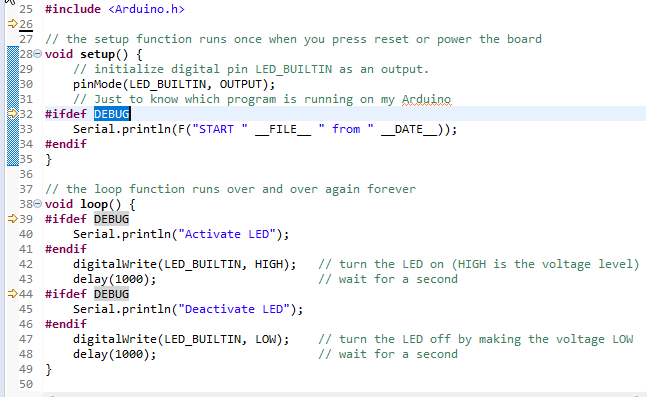 25 #include <Arduino.h>
26
27 // the setup function runs once when you press reset or power the board
28 void setup() {
29     // initialize digital pin LED_BUILTIN as an output.
30     pinMode(LED_BUILTIN, OUTPUT);
31     // Just to know which program is running on my Arduino
32 #ifdef DEBUG
33     Serial.println(F("START " __FILE__ " from " __DATE__));
34 #endif
35 }
36
37 // the loop function runs over and over again forever
38 void loop() {
39 #ifdef DEBUG
40     Serial.println("Activate LED");
41 #endif
42     digitalWrite(LED_BUILTIN, HIGH);   // turn the LED on (HIGH is the voltage level)
43     delay(1000);                       // wait for a second
44 #ifdef DEBUG
45     Serial.println("Deactivate LED");
46 #endif
47     digitalWrite(LED_BUILTIN, LOW);    // turn the LED off by making the voltage LOW
48     delay(1000);                       // wait for a second
49 }
50